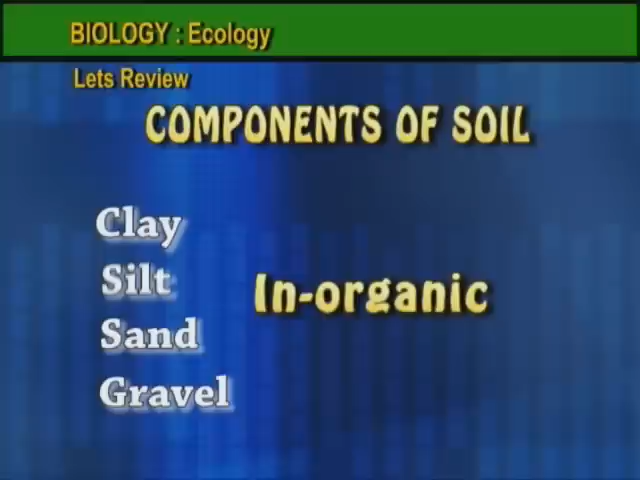 BIOLOGY : Ecology
Lets Review
COMPONENTS OF SOIL
Clay
Silt
In-organic
Sand
Gravel